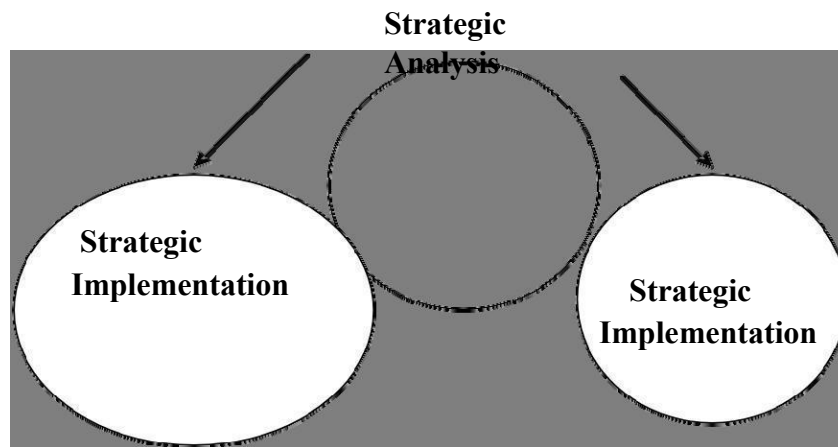 Strategic
Analysis
Strategic
Implementation
Strategic
Implementation